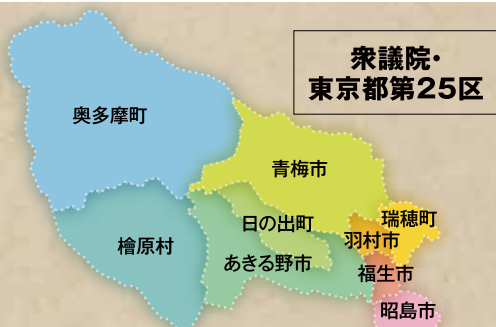 衆議院・
東京都第25区
奥多摩町
青梅市
瑞穂町
日の出町
羽村市
檜原村
あきる野市
福生市
昭島市